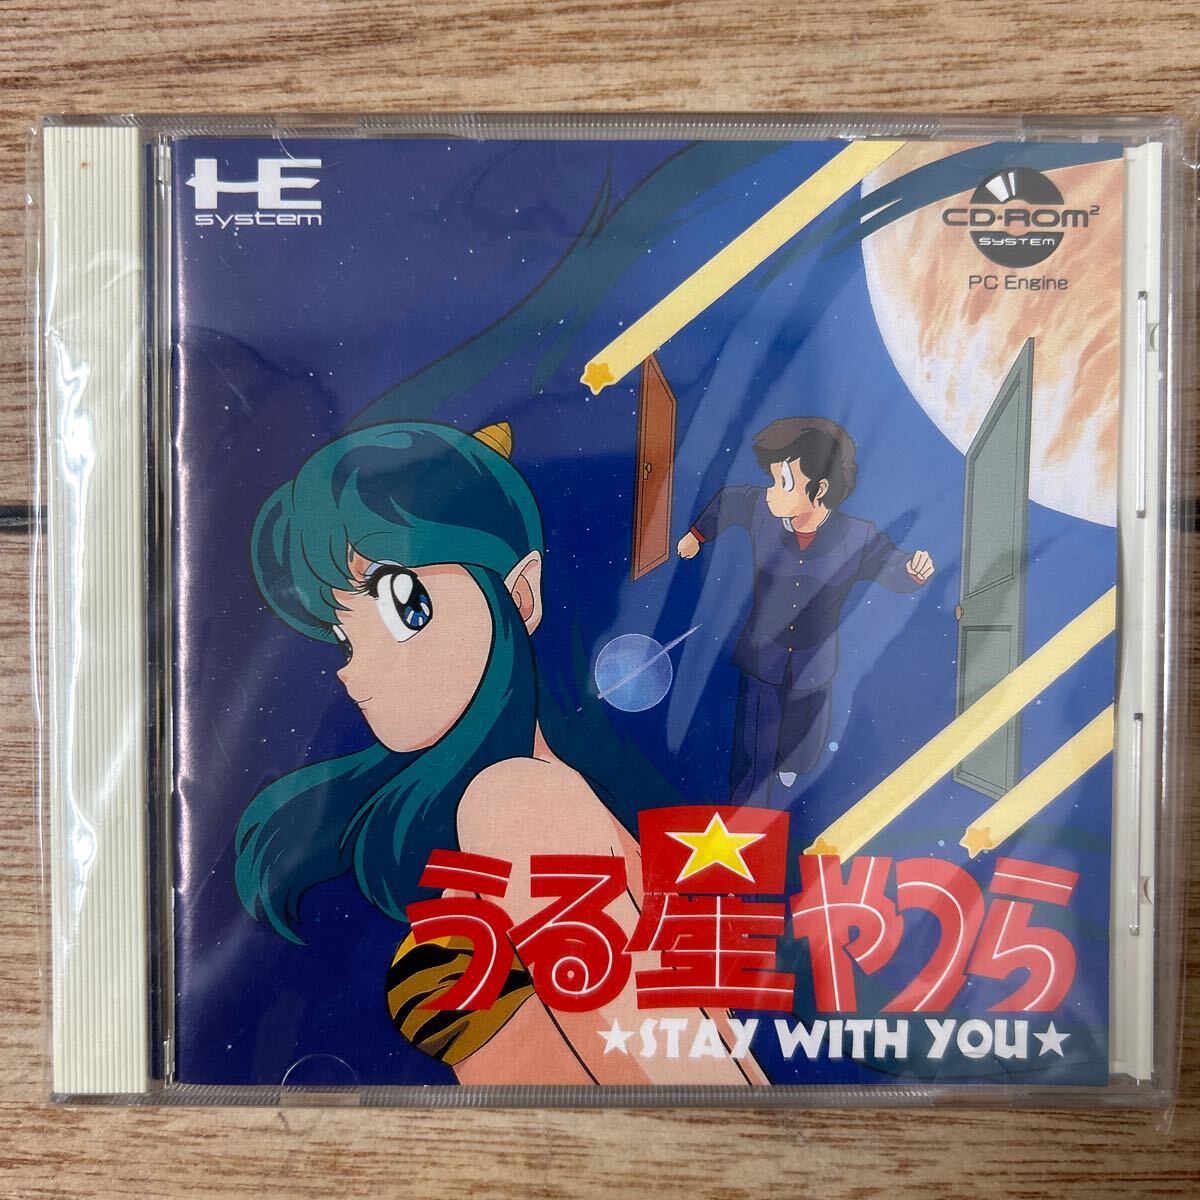 HE
system
CD-ROM²
SYSTEM
PC Engine
うる星やつら
★STAY WITH YOU★